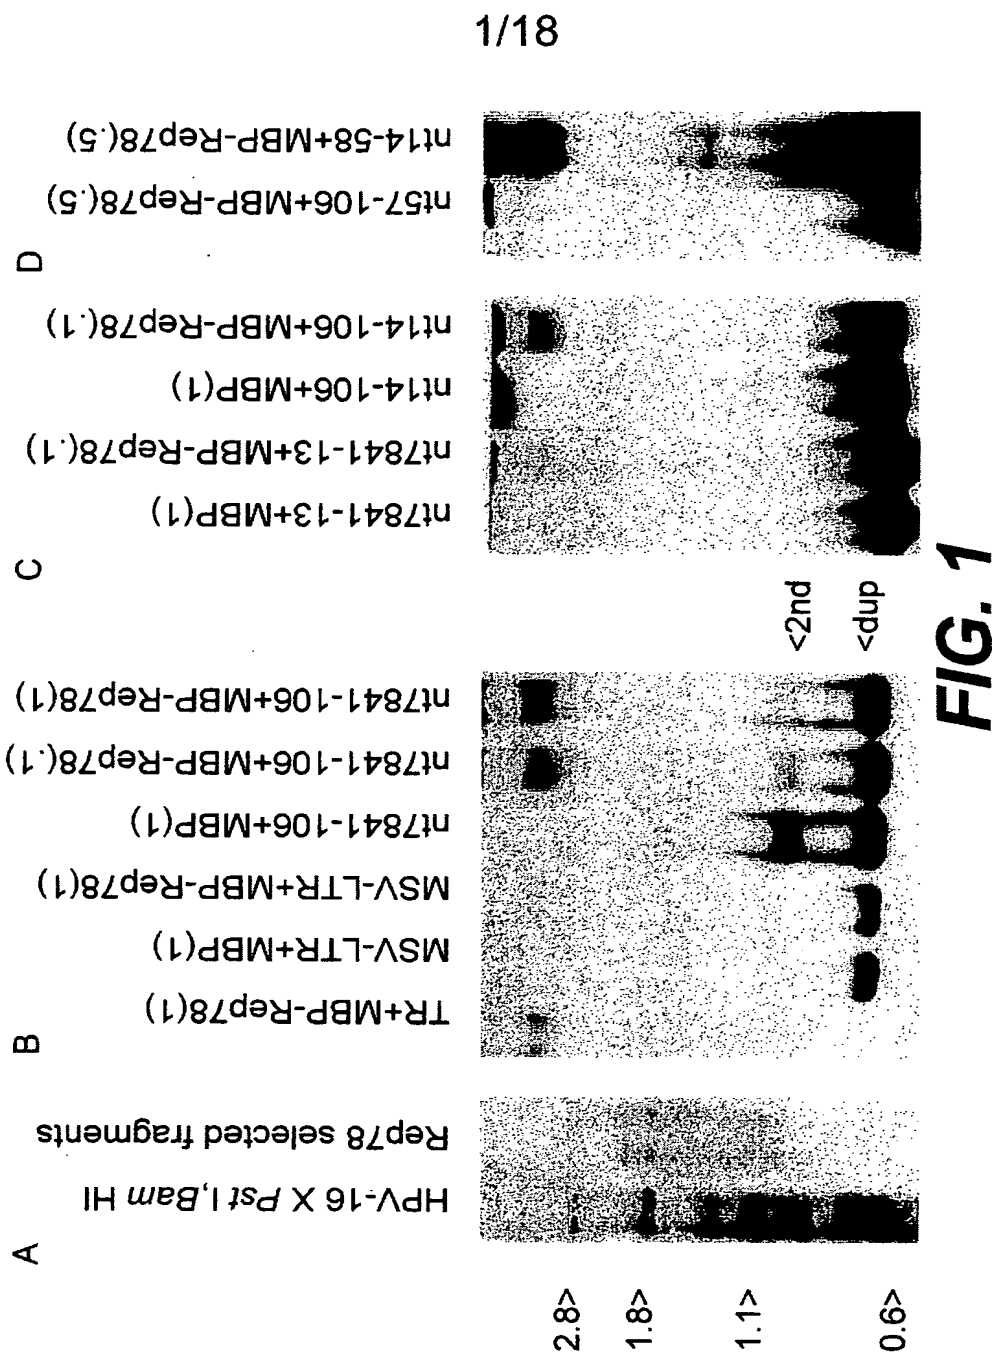 1/18
A
HPV-16 X Pst I,Bam HI
Rep78 selected fragments
2.8>
1.8>
1.1>
0.6>
B
TR+MBP-Rep78(1)
MSV-LTR+MBP(1)
MSV-LTR+MBP-Rep78(1)
nt7841-106+MBP(1)
nt7841-106+MBP-Rep78(.1)
nt7841-106+MBP-Rep78(1)
<2nd
<dup
C
nt7841-13+MBP(1)
nt7841-13+MBP-Rep78(.1)
nt14-106+MBP(1)
nt14-106+MBP-Rep78(.1)
D
nt57-106+MBP-Rep78(.5)
nt14-58+MBP-Rep78(.5)
FIG. 1